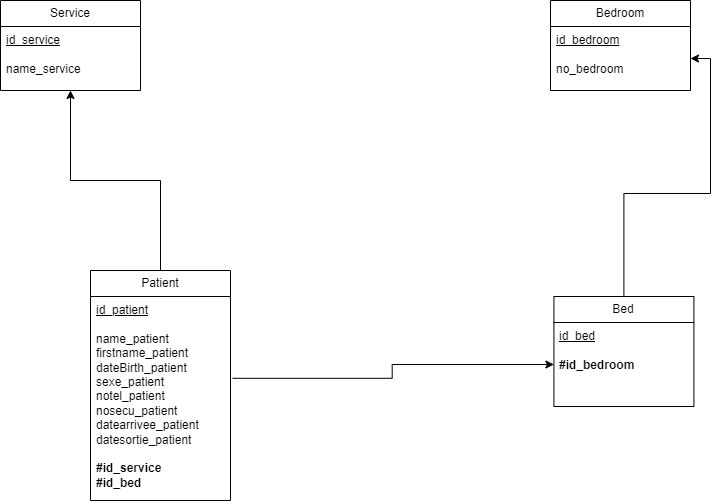 Service
id_service
name_service
Bedroom
id_bedroom
no_bedroom
Patient
id_patient
name_patient
firstname_patient
dateBirth_patient
sexe_patient
notel_patient
nosecu_patient
datearrivee_patient
datesortie_patient
#id_service
#id_bed
Bed
id_bed
#id_bedroom